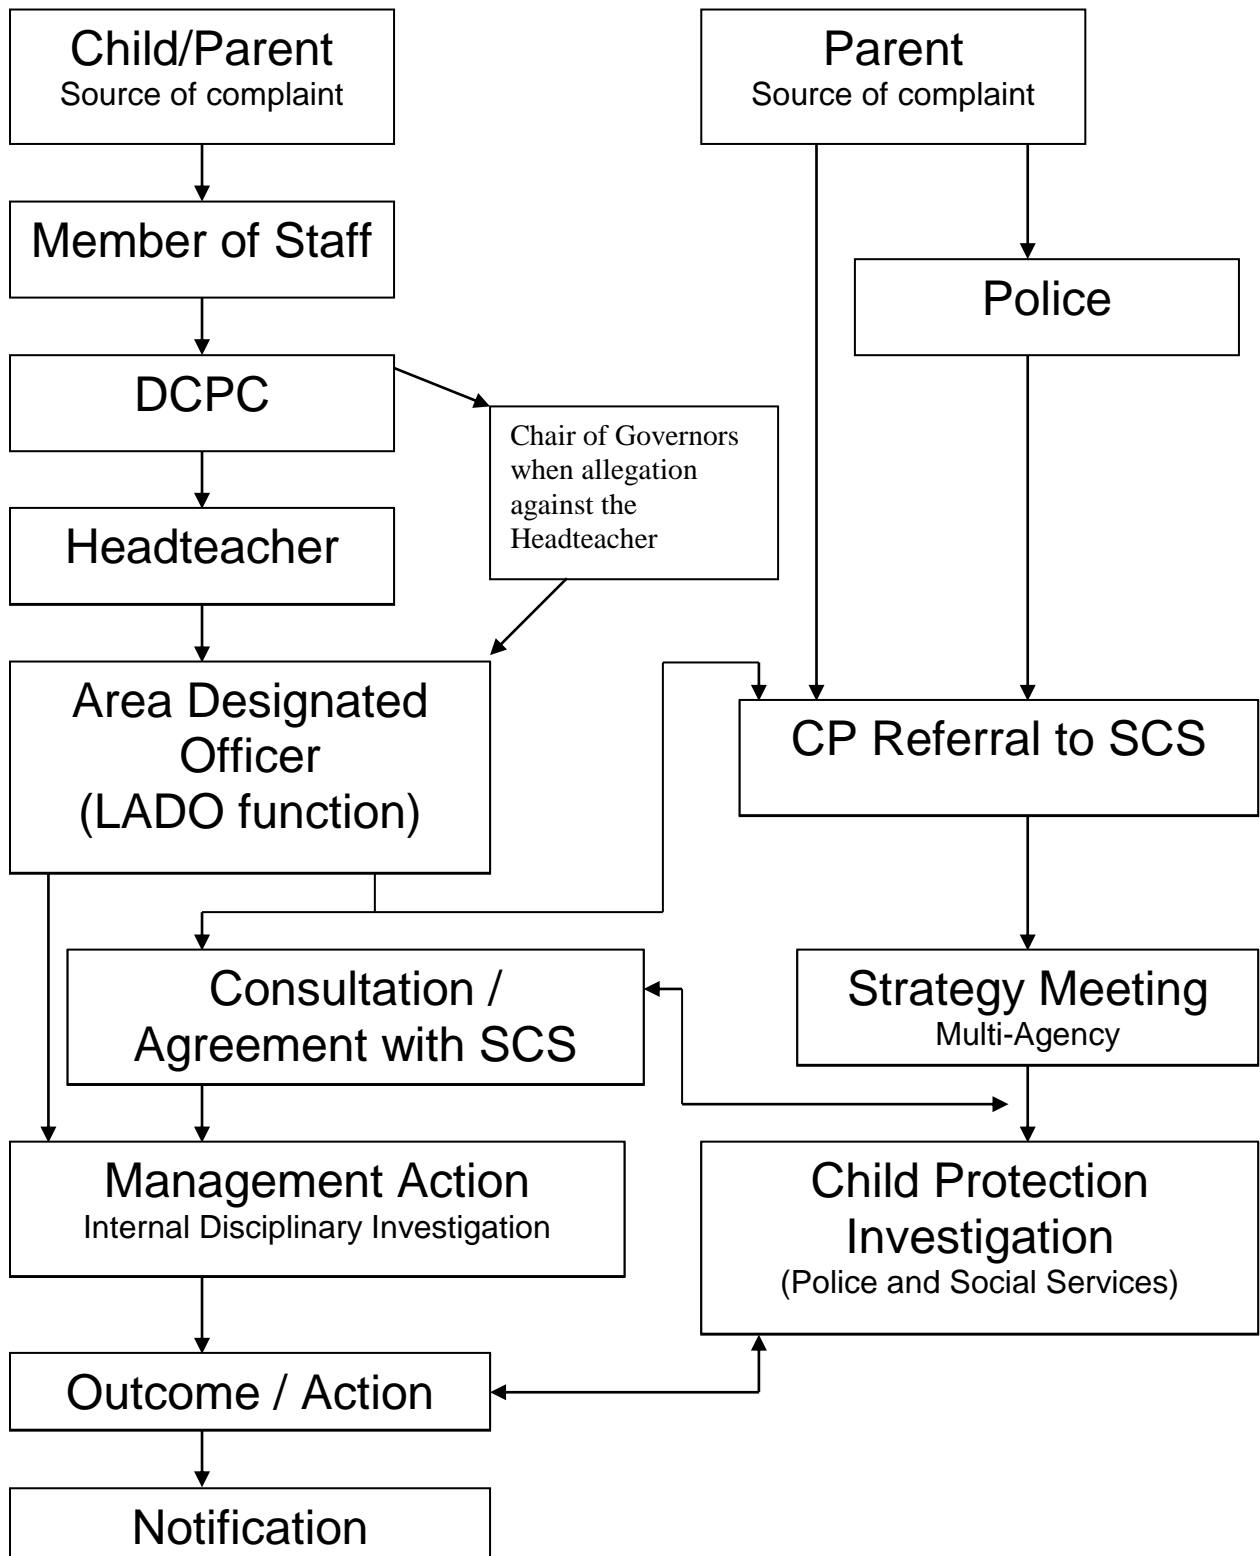 Child/Parent
Source of complaint
Parent
Source of complaint
Member of Staff
Police
DCPC
Chair of Governors
when allegation
against the
Headteacher
Headteacher
Area Designated
Officer
(LADO function)
CP Referral to SCS
Consultation /
Agreement with SCS
Strategy Meeting
Multi-Agency
Management Action
Internal Disciplinary Investigation
Child Protection
Investigation
(Police and Social Services)
Outcome / Action
Notification